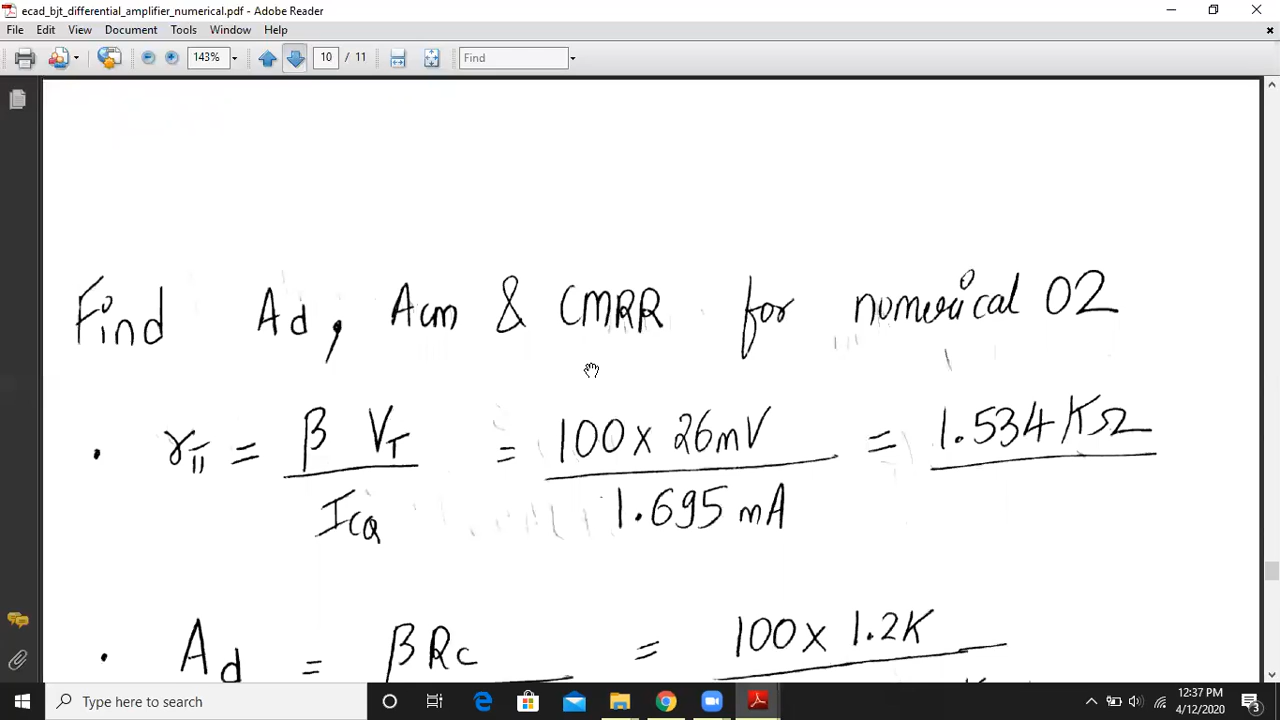 ecad_bjt_differential_amplifier_numerical.pdf - Adobe Reader
File Edit View Document Tools Window Help
143% 10 / 11 Find
Find Ad, Acm & CMRR for numerical 02
· rπ = β VT / ICQ = 100 x 26mV / 1.695 mA = 1.534 KΩ
· Ad = βRc = 100 x 1.2K
Type here to search
12:37 PM
4/12/2020
3